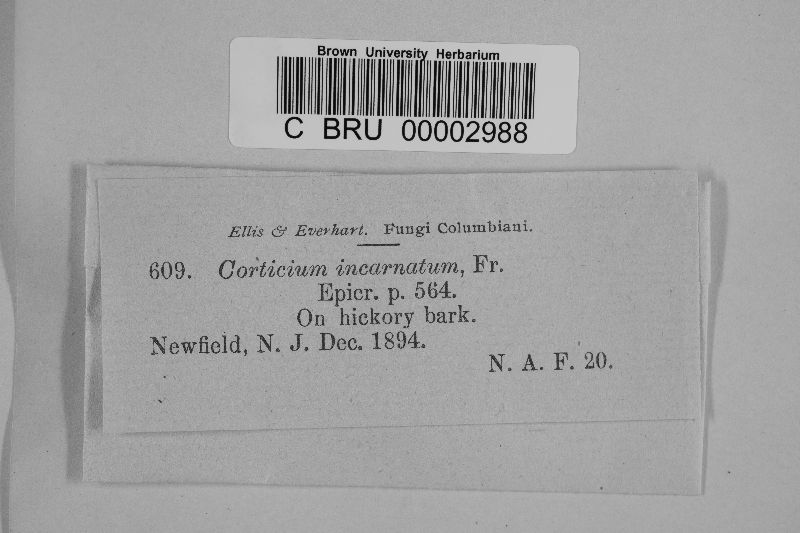 Brown University Herbarium
C BRU 00002988
Ellis & Everhart. Fungi Columbiani.
609. Corticium incarnatum, Fr.
Epicr. p. 564.
On hickory bark.
Newfield, N. J. Dec. 1894.
N. A. F. 20.